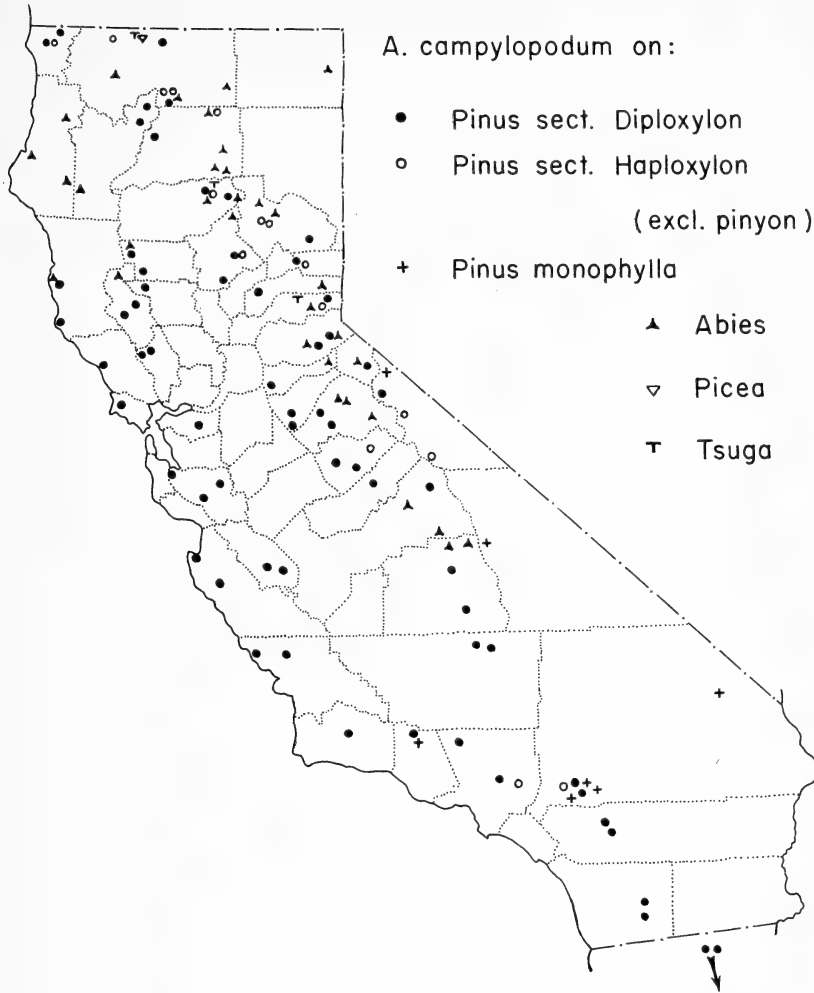 A. campylopodum on:
Pinus sect. Diploxylon
Pinus sect. Haploxylon
(excl. pinyon)
Pinus monophylla
Abies
Picea
Tsuga